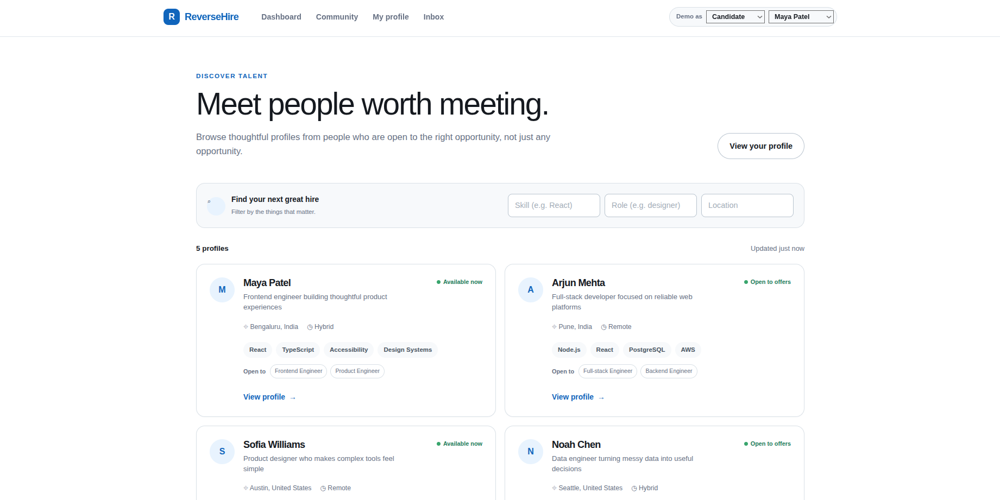 R ReverseHire Dashboard Community My profile Inbox Demo as Candidate Maya Patel
DISCOVER TALENT
Meet people worth meeting.
Browse thoughtful profiles from people who are open to the right opportunity, not just any
opportunity.
View your profile
Find your next great hire
Filter by the things that matter.
Skill (e.g. React) Role (e.g. designer) Location
5 profiles Updated just now
M Maya Patel Available now
Frontend engineer building thoughtful product
experiences
Bengaluru, India Hybrid
React TypeScript Accessibility Design Systems
Open to Frontend Engineer Product Engineer
View profile →
A Arjun Mehta Open to offers
Full-stack developer focused on reliable web
platforms
Pune, India Remote
Node.js React PostgreSQL AWS
Open to Full-stack Engineer Backend Engineer
View profile →
S Sofia Williams Available now
Product designer who makes complex tools feel
simple
Austin, United States Remote
N Noah Chen Open to offers
Data engineer turning messy data into useful
decisions
Seattle, United States Hybrid